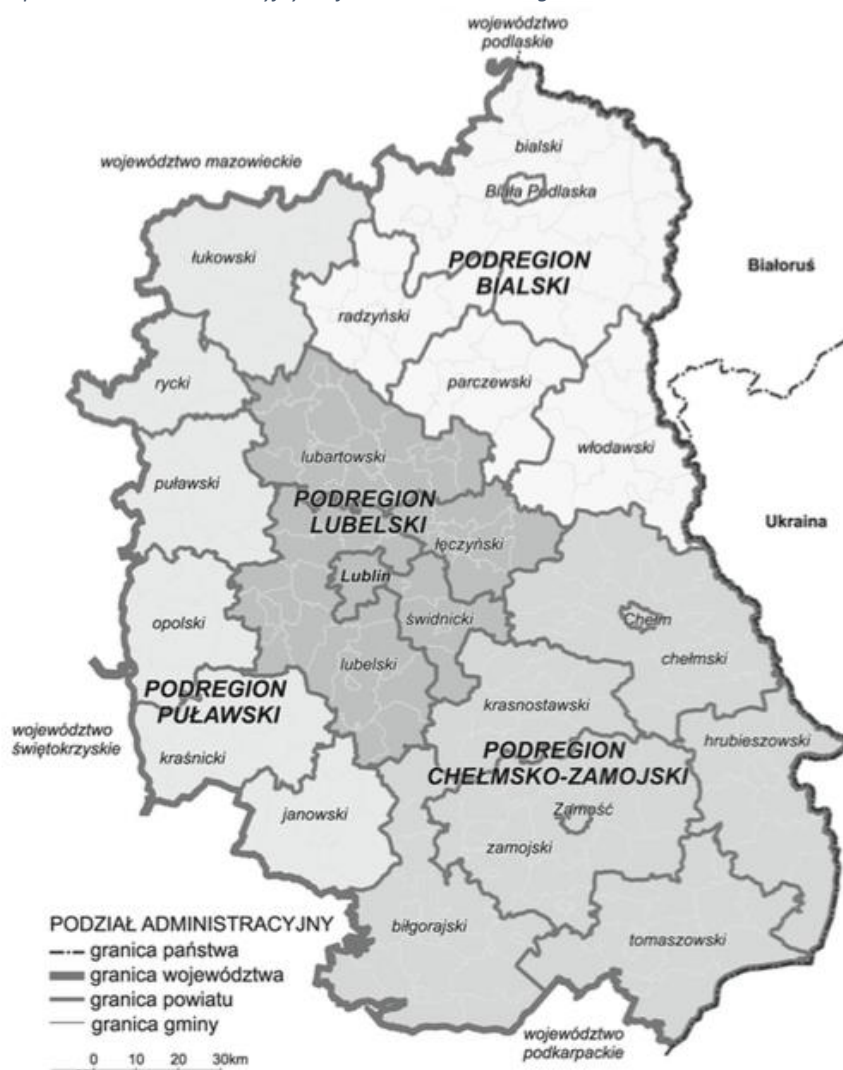 województwo
podlaskie
województwo mazowieckie
bialski
Biała Podlaska
łukowski
PODREGION
BIALSKI
Białoruś
radzyński
rycki
parczewski
włodawski
lubartowski
puławski
PODREGION
LUBELSKI
Ukraina
łęczyński
Lublin
opolski
świdnicki
Chełm
chełmski
lubelski
PODREGION
PUŁAWSKI
krasnostawski
województwo
świętokrzyskie
hrubieszowski
kraśnicki
PODREGION
CHEŁMSKO-ZAMOJSKI
janowski
Zamość
zamojski
biłgorajski
tomaszowski
PODZIAŁ ADMINISTRACYJNY
granica państwa
granica województwa
granica powiatu
granica gminy
województwo
podkarpackie
0 10 20 30km